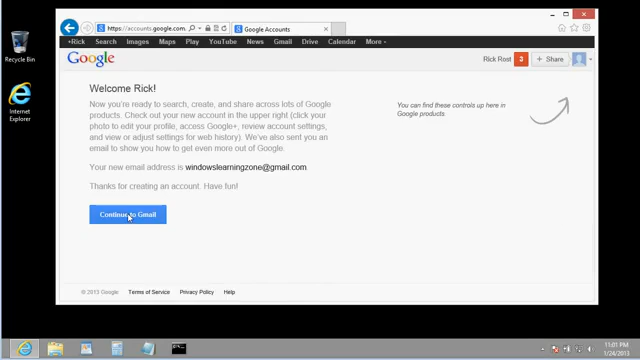 Recycle Bin
Internet
Explorer
https://accounts.google.com
Google Accounts
+Rick Search Images Maps Play YouTube News Gmail Drive Calendar More
Google
Rick Rost 3 + Share
Welcome Rick!
Now you're ready to search, create, and share across lots of Google
products. Check out your new account in the upper right (click your
photo to edit your profile, access Google+, review account settings,
and view or adjust settings for web history). We've also sent you an
email to show you how to get even more out of Google.
You can find these controls up here in
Google products
Your new email address is windowslearningzone@gmail.com
Thanks for creating an account. Have fun!
Continue to Gmail
© 2013 Google Terms of Service Privacy Policy Help
11:01 PM
1/24/2013